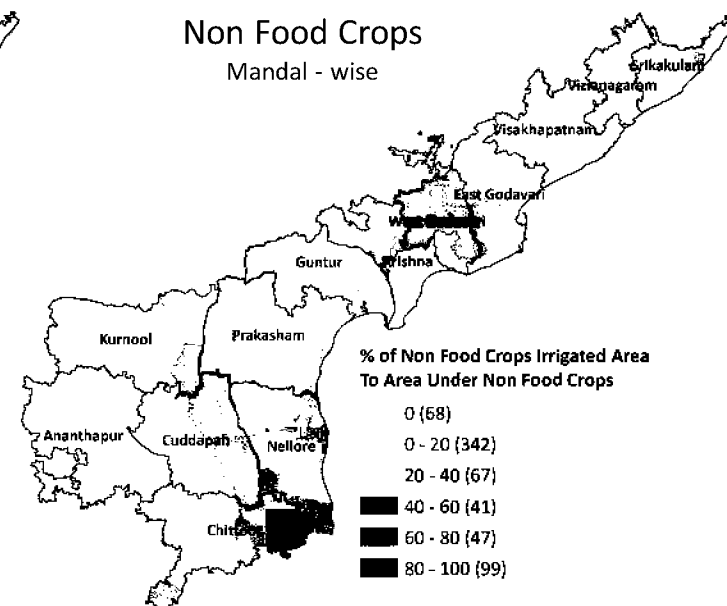 Non Food Crops
Mandal - wise
Srikakulam
Vizianagaram
Visakhapatnam
East Godavari
Krishna
Guntur
Kurnool
Prakasham
% of Non Food Crops Irrigated Area
To Area Under Non Food Crops
0 (68)
0 - 20 (342)
Ananthapur
Cuddapah
Nellore
20 - 40 (67)
40 - 60 (41)
60 - 80 (47)
80 - 100 (99)